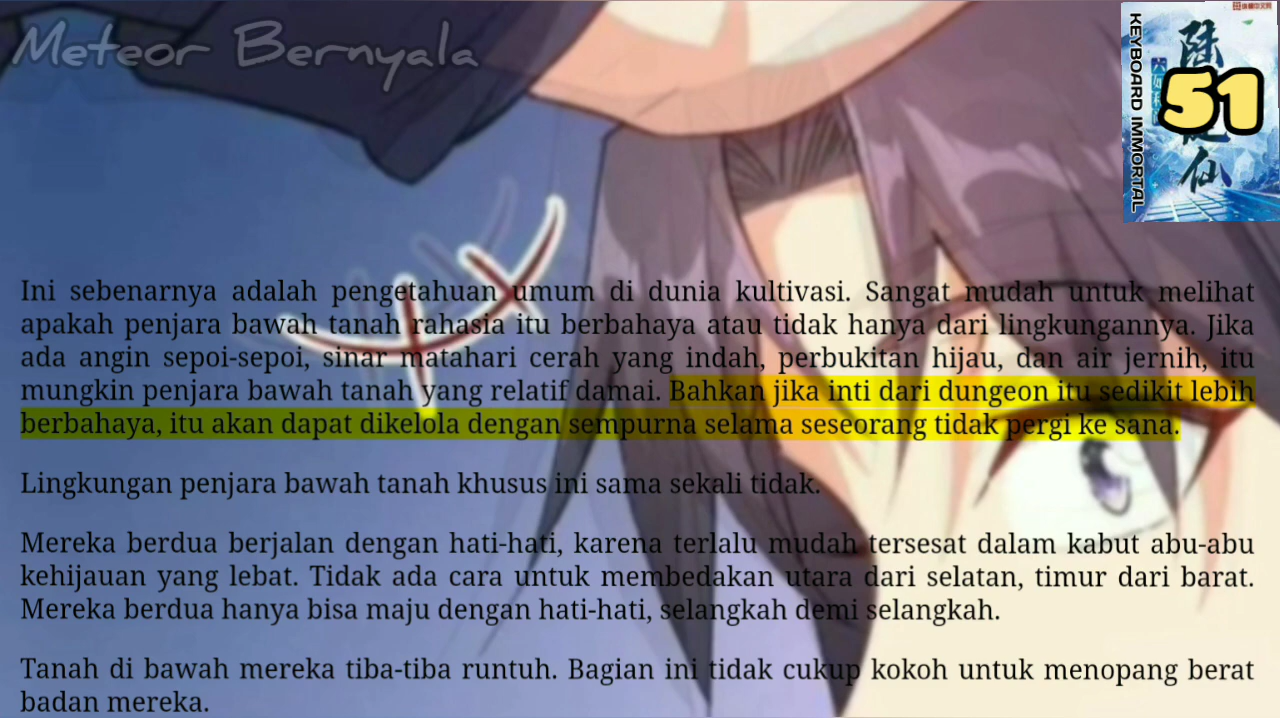 Meteor Bernyala
KEYBOARD IMMORTAL
51
陆
仙
Ini sebenarnya adalah pengetahuan umum di dunia kultivasi. Sangat mudah untuk melihat
apakah penjara bawah tanah rahasia itu berbahaya atau tidak hanya dari lingkungannya. Jika
ada angin sepoi-sepoi, sinar matahari cerah yang indah, perbukitan hijau, dan air jernih, itu
mungkin penjara bawah tanah yang relatif damai. Bahkan jika inti dari dungeon itu sedikit lebih
berbahaya, itu akan dapat dikelola dengan sempurna selama seseorang tidak pergi ke sana.
Lingkungan penjara bawah tanah khusus ini sama sekali tidak.
Mereka berdua berjalan dengan hati-hati, karena terlalu mudah tersesat dalam kabut abu-abu
kehijauan yang lebat. Tidak ada cara untuk membedakan utara dari selatan, timur dari barat.
Mereka berdua hanya bisa maju dengan hati-hati, selangkah demi selangkah.
Tanah di bawah mereka tiba-tiba runtuh. Bagian ini tidak cukup kokoh untuk menopang berat
badan mereka.